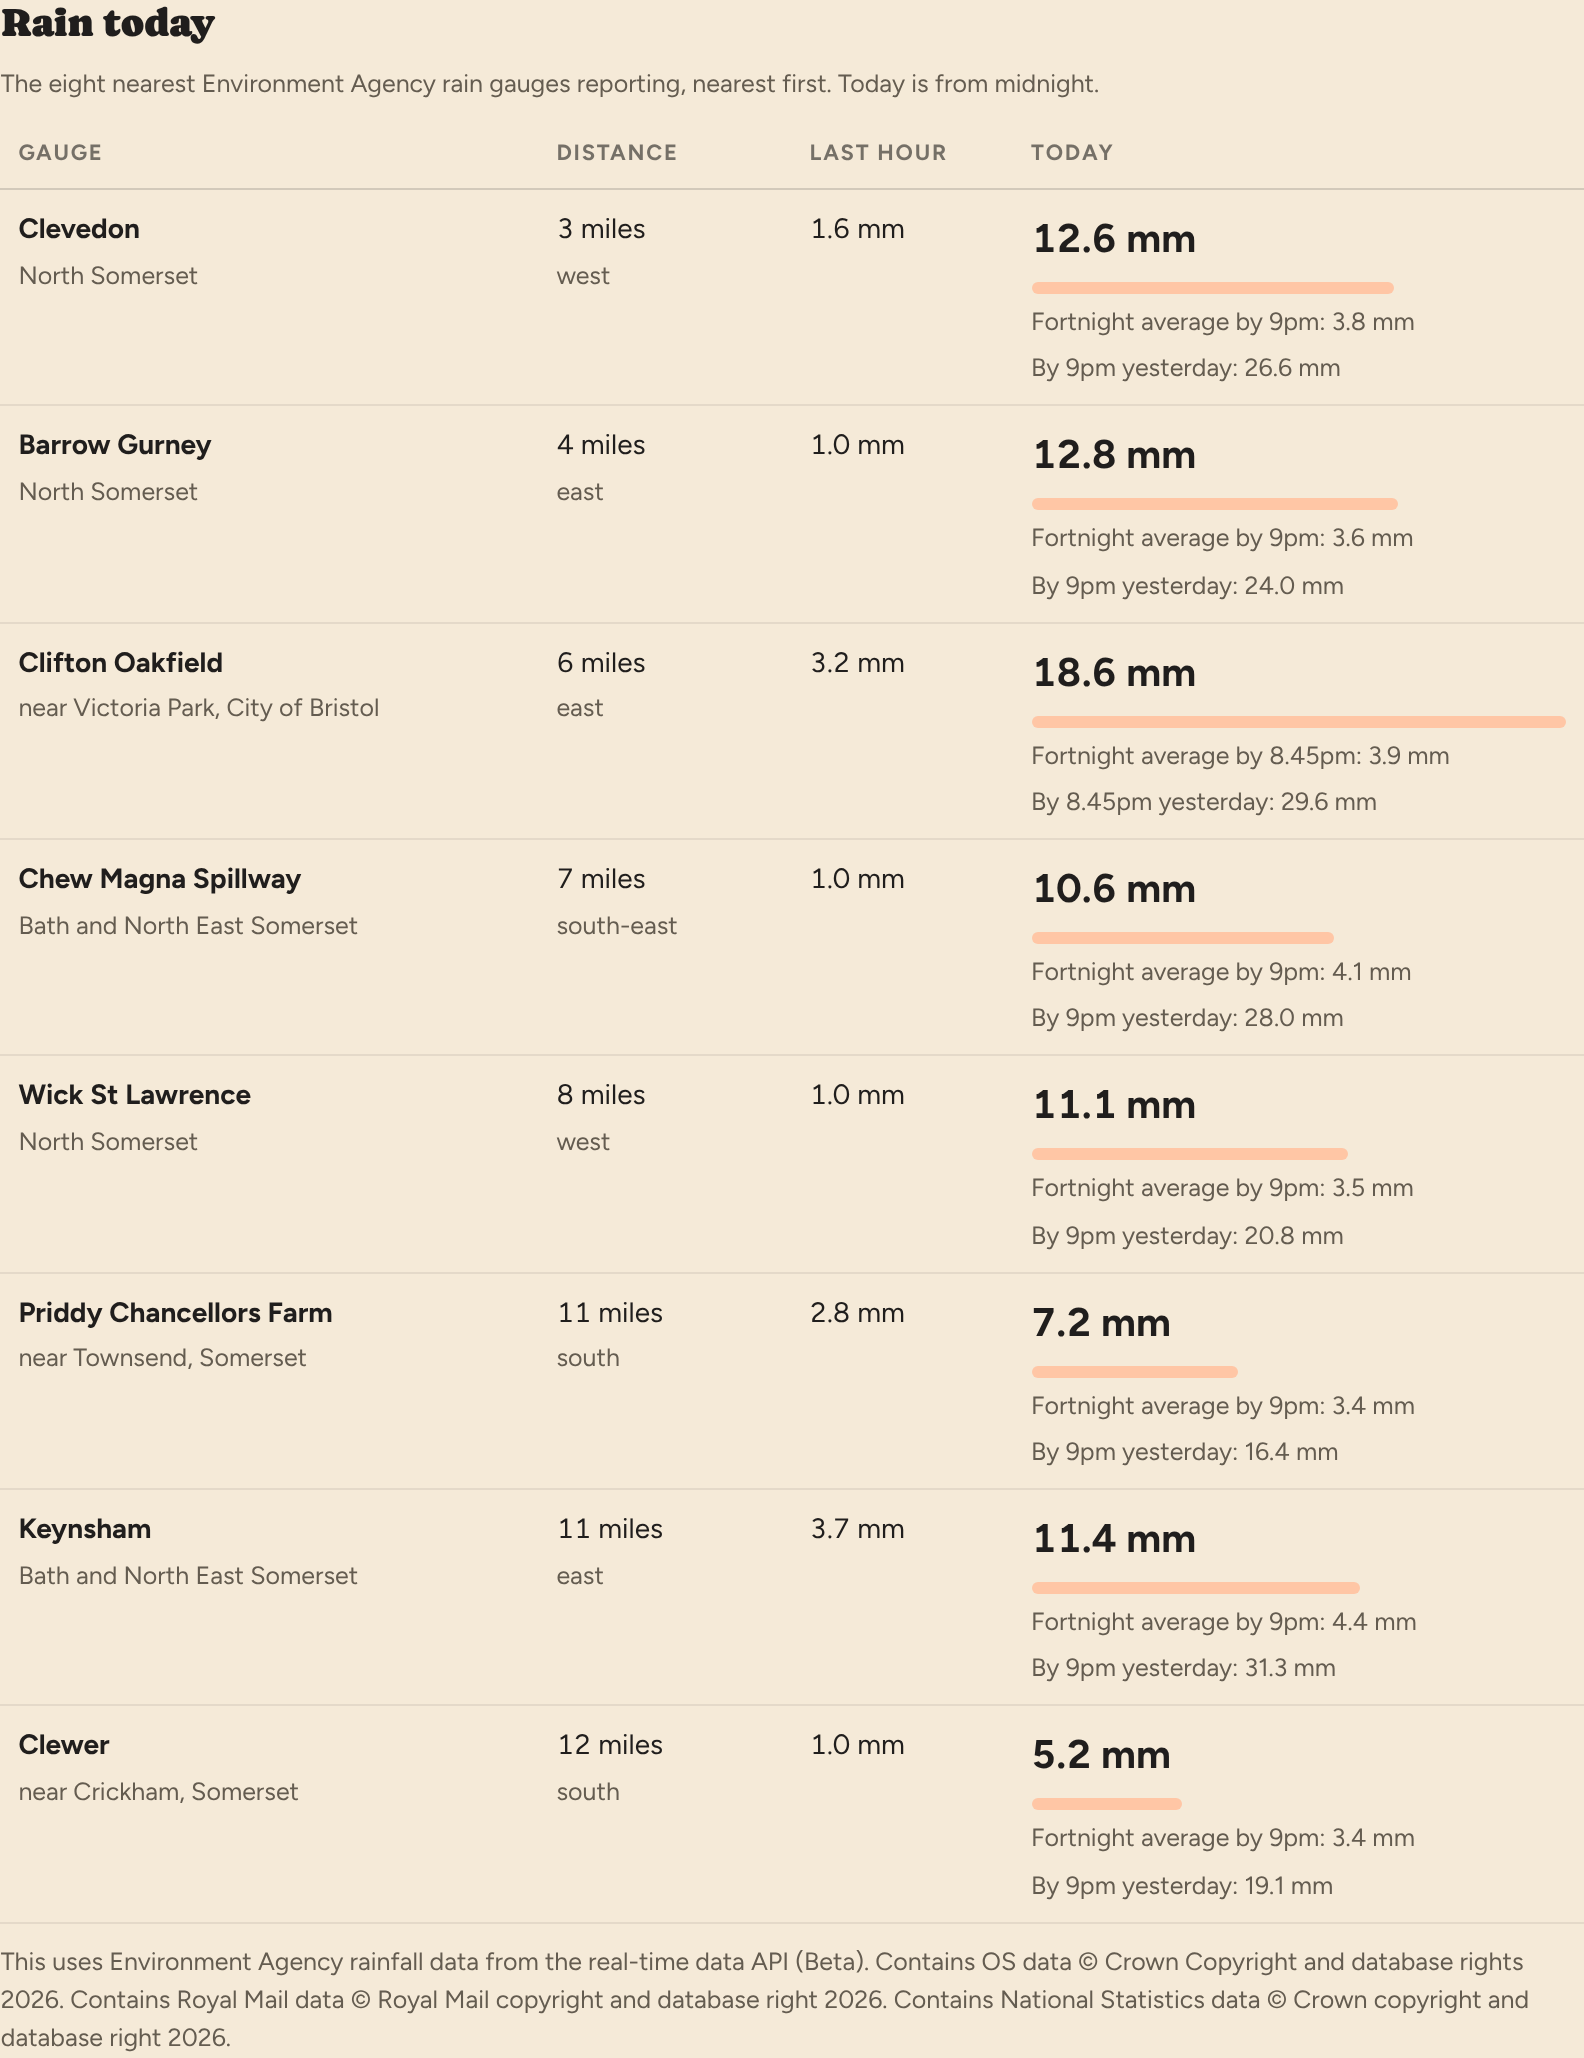 Rain today
The eight nearest Environment Agency rain gauges reporting, nearest first. Today is from midnight.
GAUGE DISTANCE LAST HOUR TODAY
Clevedon 3 miles 1.6 mm 12.6 mm
North Somerset west
Fortnight average by 9pm: 3.8 mm
By 9pm yesterday: 26.6 mm
Barrow Gurney 4 miles 1.0 mm 12.8 mm
North Somerset east
Fortnight average by 9pm: 3.6 mm
By 9pm yesterday: 24.0 mm
Clifton Oakfield 6 miles 3.2 mm 18.6 mm
near Victoria Park, City of Bristol east
Fortnight average by 8.45pm: 3.9 mm
By 8.45pm yesterday: 29.6 mm
Chew Magna Spillway 7 miles 1.0 mm 10.6 mm
Bath and North East Somerset south-east
Fortnight average by 9pm: 4.1 mm
By 9pm yesterday: 28.0 mm
Wick St Lawrence 8 miles 1.0 mm 11.1 mm
North Somerset west
Fortnight average by 9pm: 3.5 mm
By 9pm yesterday: 20.8 mm
Priddy Chancellors Farm 11 miles 2.8 mm 7.2 mm
near Townsend, Somerset south
Fortnight average by 9pm: 3.4 mm
By 9pm yesterday: 16.4 mm
Keynsham 11 miles 3.7 mm 11.4 mm
Bath and North East Somerset east
Fortnight average by 9pm: 4.4 mm
By 9pm yesterday: 31.3 mm
Clewer 12 miles 1.0 mm 5.2 mm
near Crickham, Somerset south
Fortnight average by 9pm: 3.4 mm
By 9pm yesterday: 19.1 mm
This uses Environment Agency rainfall data from the real-time data API (Beta). Contains OS data © Crown Copyright and database rights
2026. Contains Royal Mail data © Royal Mail copyright and database right 2026. Contains National Statistics data © Crown copyright and
database right 2026.